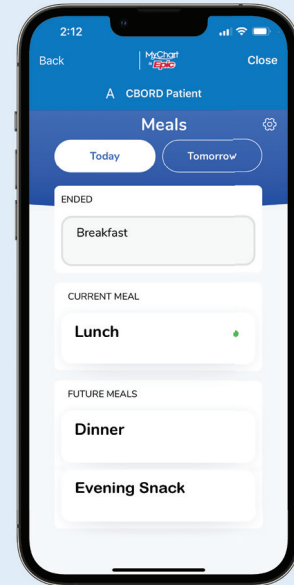 2:12
Back
MyChart
by Epic
Close
A CBORD Patient
Meals
Today
Tomorrow
ENDED
Breakfast
CURRENT MEAL
Lunch
FUTURE MEALS
Dinner
Evening Snack